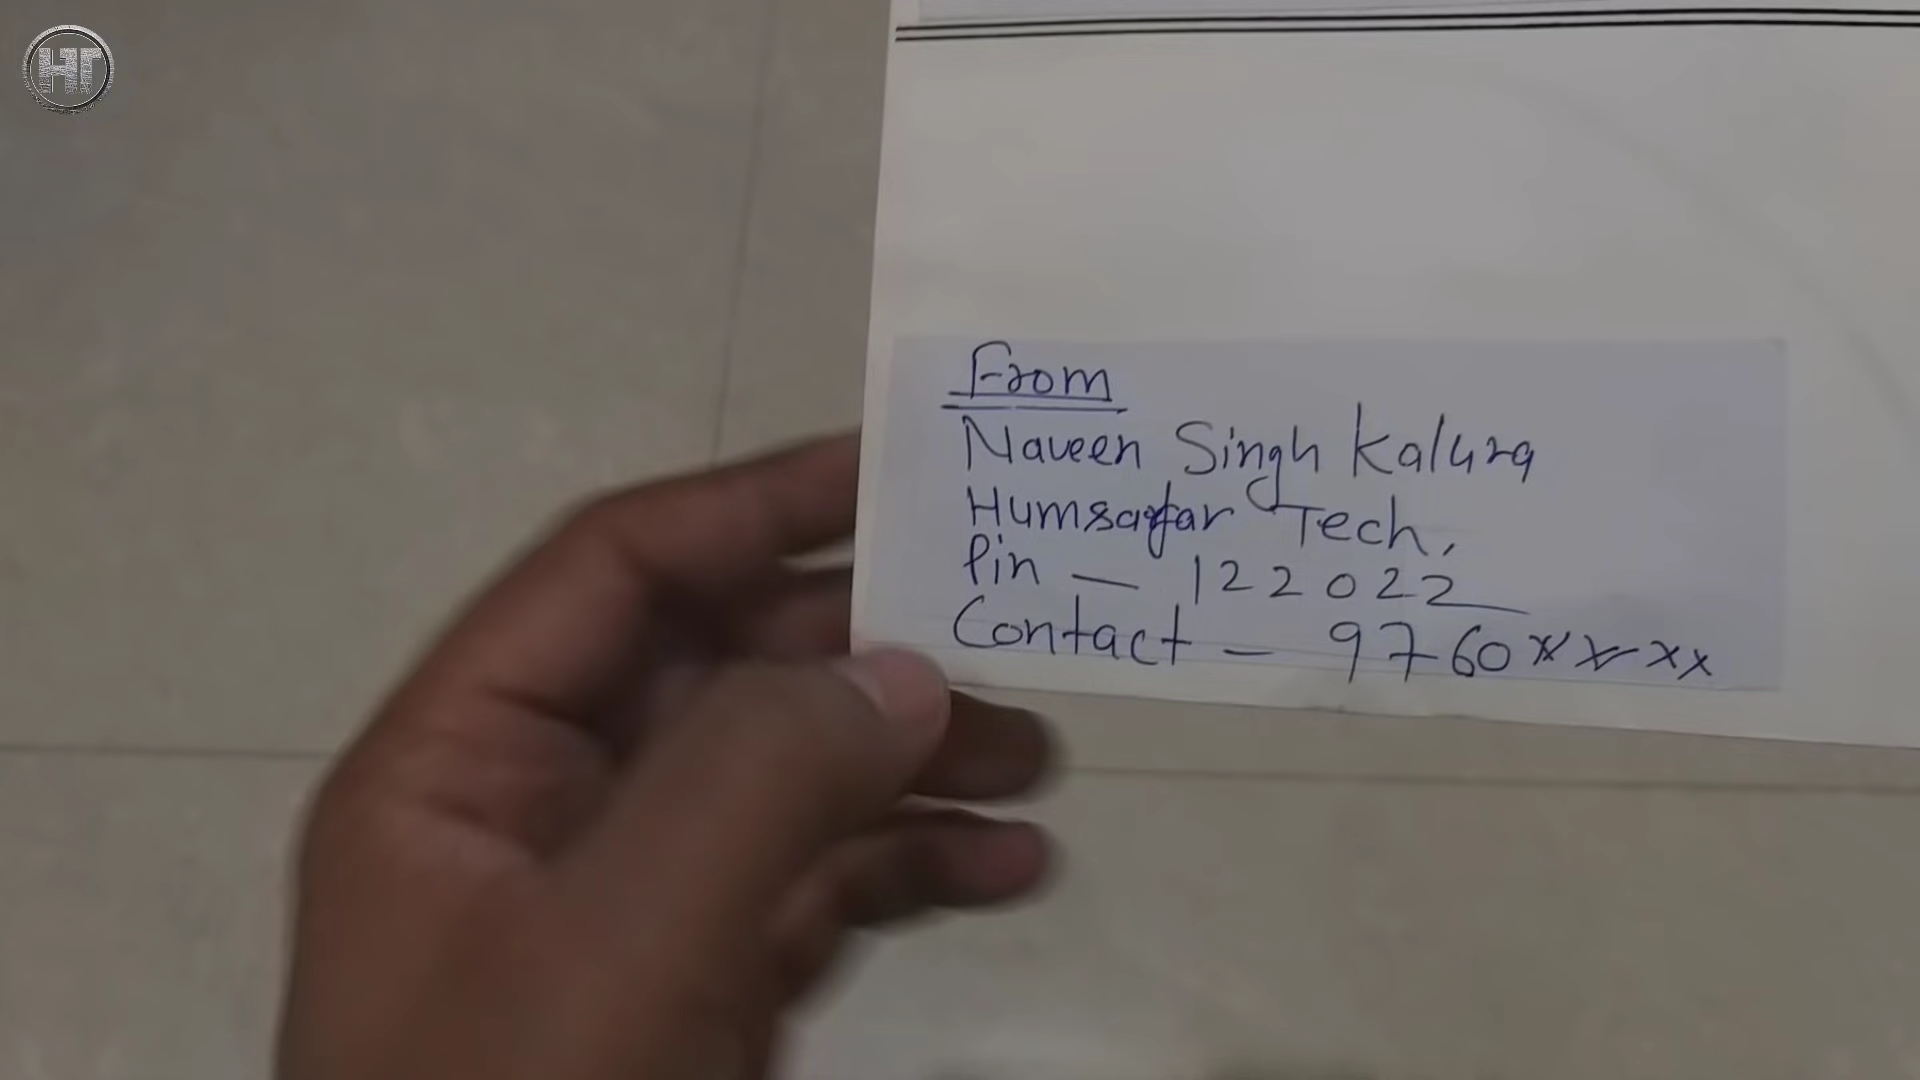 HT
From
Naveen Singh Kalura
Humsafar Tech,
Pin - 122022
Contact - 9760xxxx